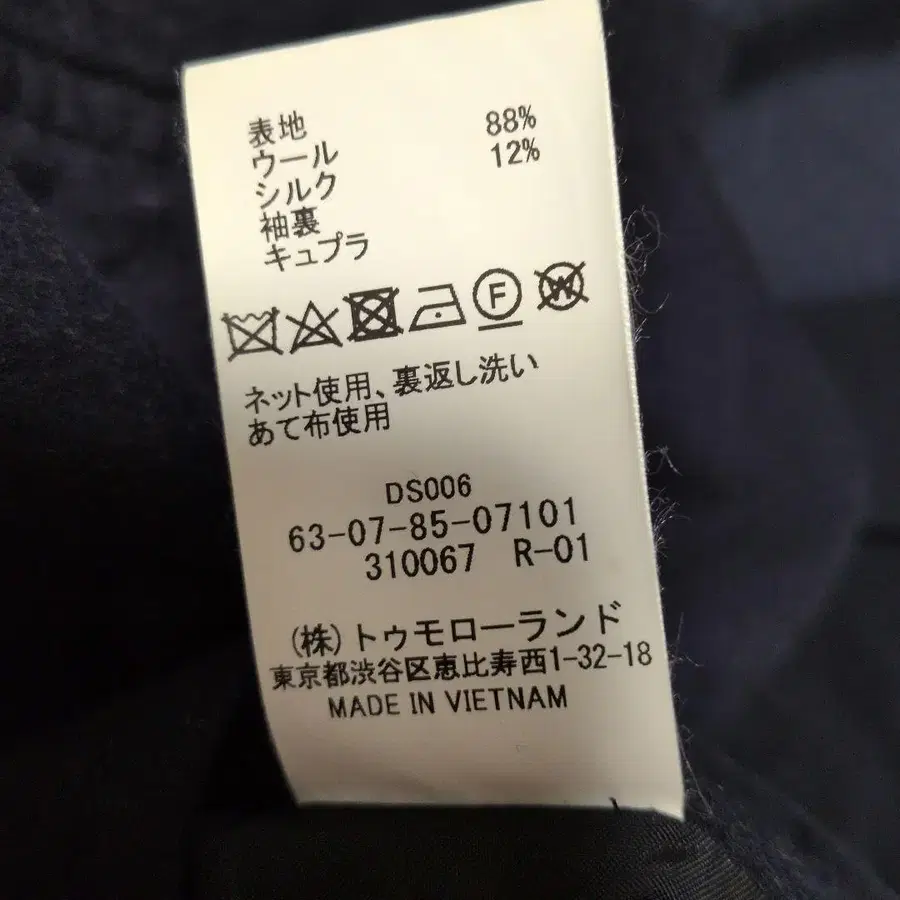 表地
ウール 88%
シルク 12%
袖裏
キュプラ
F W
ネット使用、裏返し洗い
あて布使用
DS006
63-07-85-07101
310067 R-01
(株)トゥモローランド
東京都渋谷区恵比寿西1-32-18
MADE IN VIETNAM